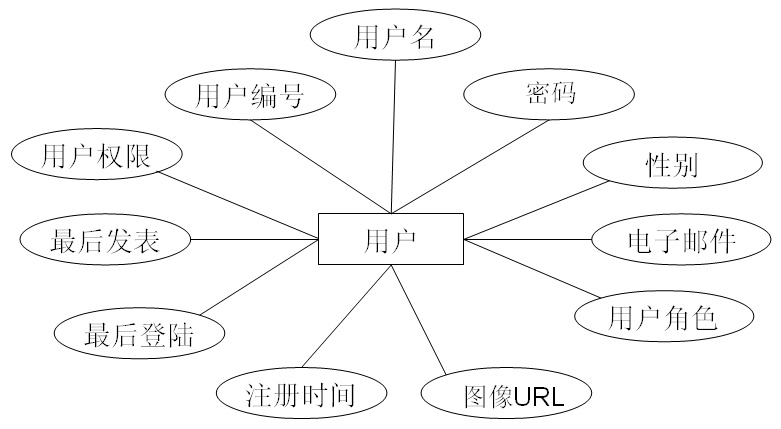 用户名
用户编号
密码
用户权限
性别
最后发表
用户
电子邮件
最后登陆
用户角色
注册时间
图像URL